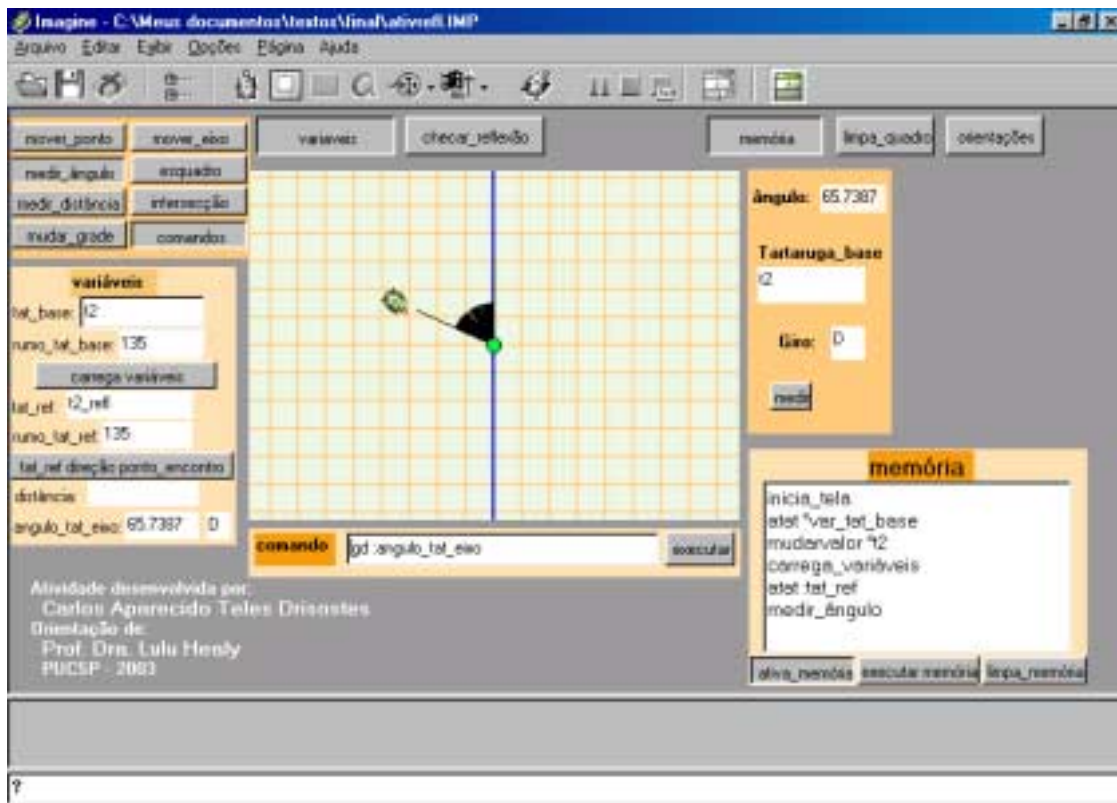 Imagine - C:\Meus documentos\textos\final\ativrefl.IMP
Arquivo Editar Exibir Opções Página Ajuda
mover_ponto mover_eixo variaveis checar_reflexão memória limpa_quadro orientações
medir_ângulo esquadro
medir_distância intersecção
mudar_grade comandos
variáveis
tat_base: t2
rumo_tat_base: 135
carrega variáveis
tat_ref: t2_refl
rumo_tat_ref: 135
tat_ref direção ponto_encontro
distância:
angulo_tat_eixo: 65.7387 D
ângulo: 65.7387
Tartaruga_base
t2
Giro: D
medir
comando gd :angulo_tat_eixo executar
memória
inicia_tela
atat "var_tat_base
mudarvalor "t2
carrega_variáveis
atat tat_ref
medir_ângulo
ativa_memória executar memória limpa_memória
Atividade desenvolvida por:
Carlos Aparecido Teles Drisostes
Orientação de:
Prof. Dra. Lulu Healy
PUCSP - 2003
?